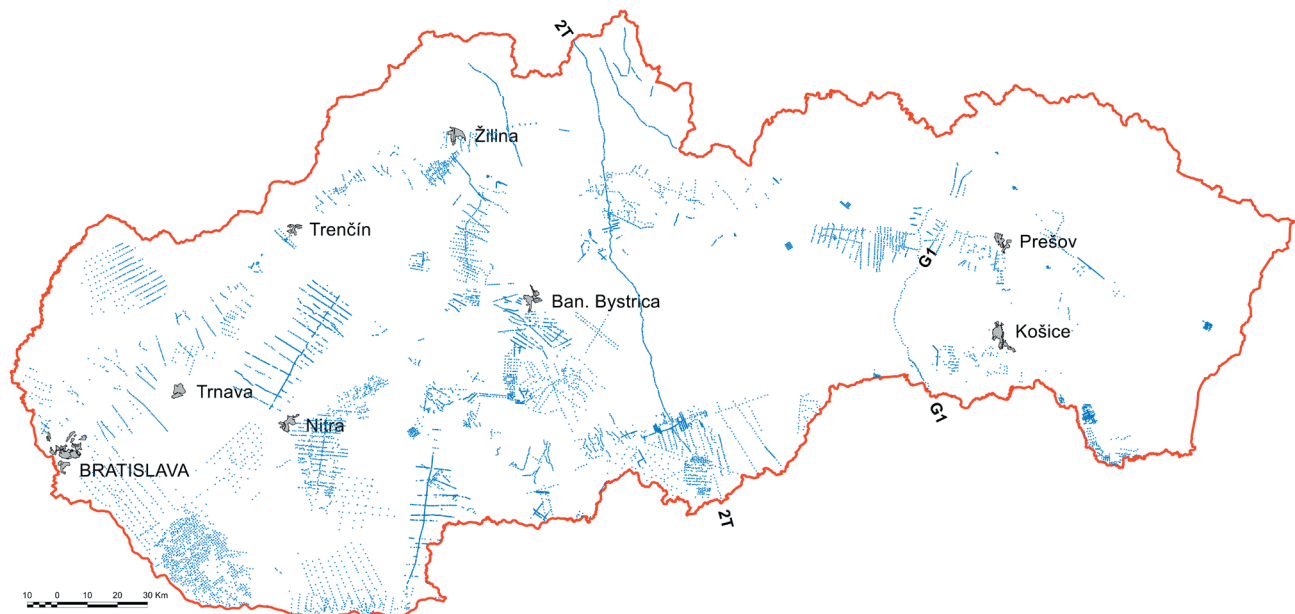 2T
Žilina
Trenčín
Prešov
G1
Ban. Bystrica
Košice
Trnava
G1
Nitra
BRATISLAVA
2T
10 0 10 20 30 Km